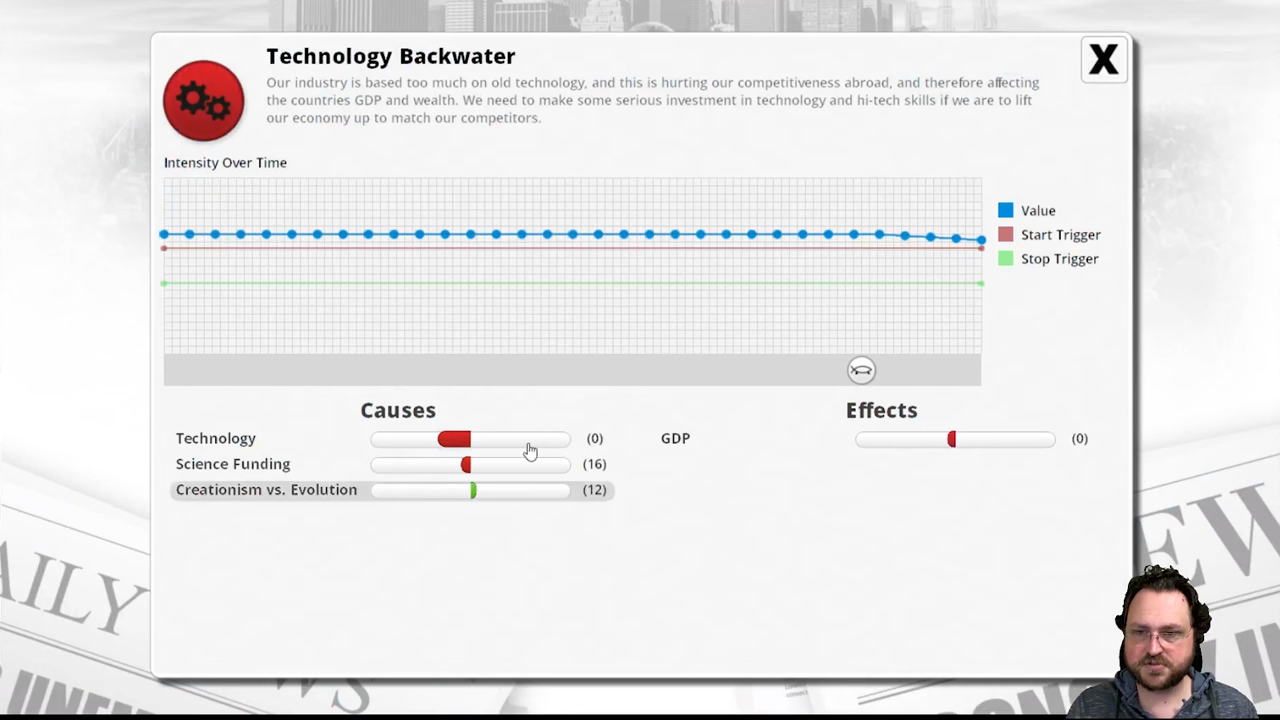 Technology Backwater
X
Our industry is based too much on old technology, and this is hurting our competitiveness abroad, and therefore affecting
the countries GDP and wealth. We need to make some serious investment in technology and hi-tech skills if we are to lift
our economy up to match our competitors.
Intensity Over Time
Value
Start Trigger
Stop Trigger
Causes
Effects
Technology (0) GDP (0)
Science Funding (16)
Creationism vs. Evolution (12)
AILY
EW
NEWS